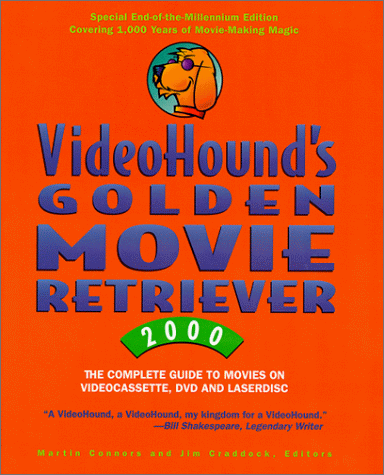 Special End-of-the-Millennium Edition
Covering 1,000 Years of Movie-Making Magic
VideoHound's
GOLDEN
MOVIE
RETRIEVER
2000
THE COMPLETE GUIDE TO MOVIES ON
VIDEOCASSETTE, DVD AND LASERDISC
"A VideoHound, a VideoHound, my kingdom for a VideoHound."
—Bill Shakespeare, Legendary Writer
Martin Connors and Jim Craddock, Editors